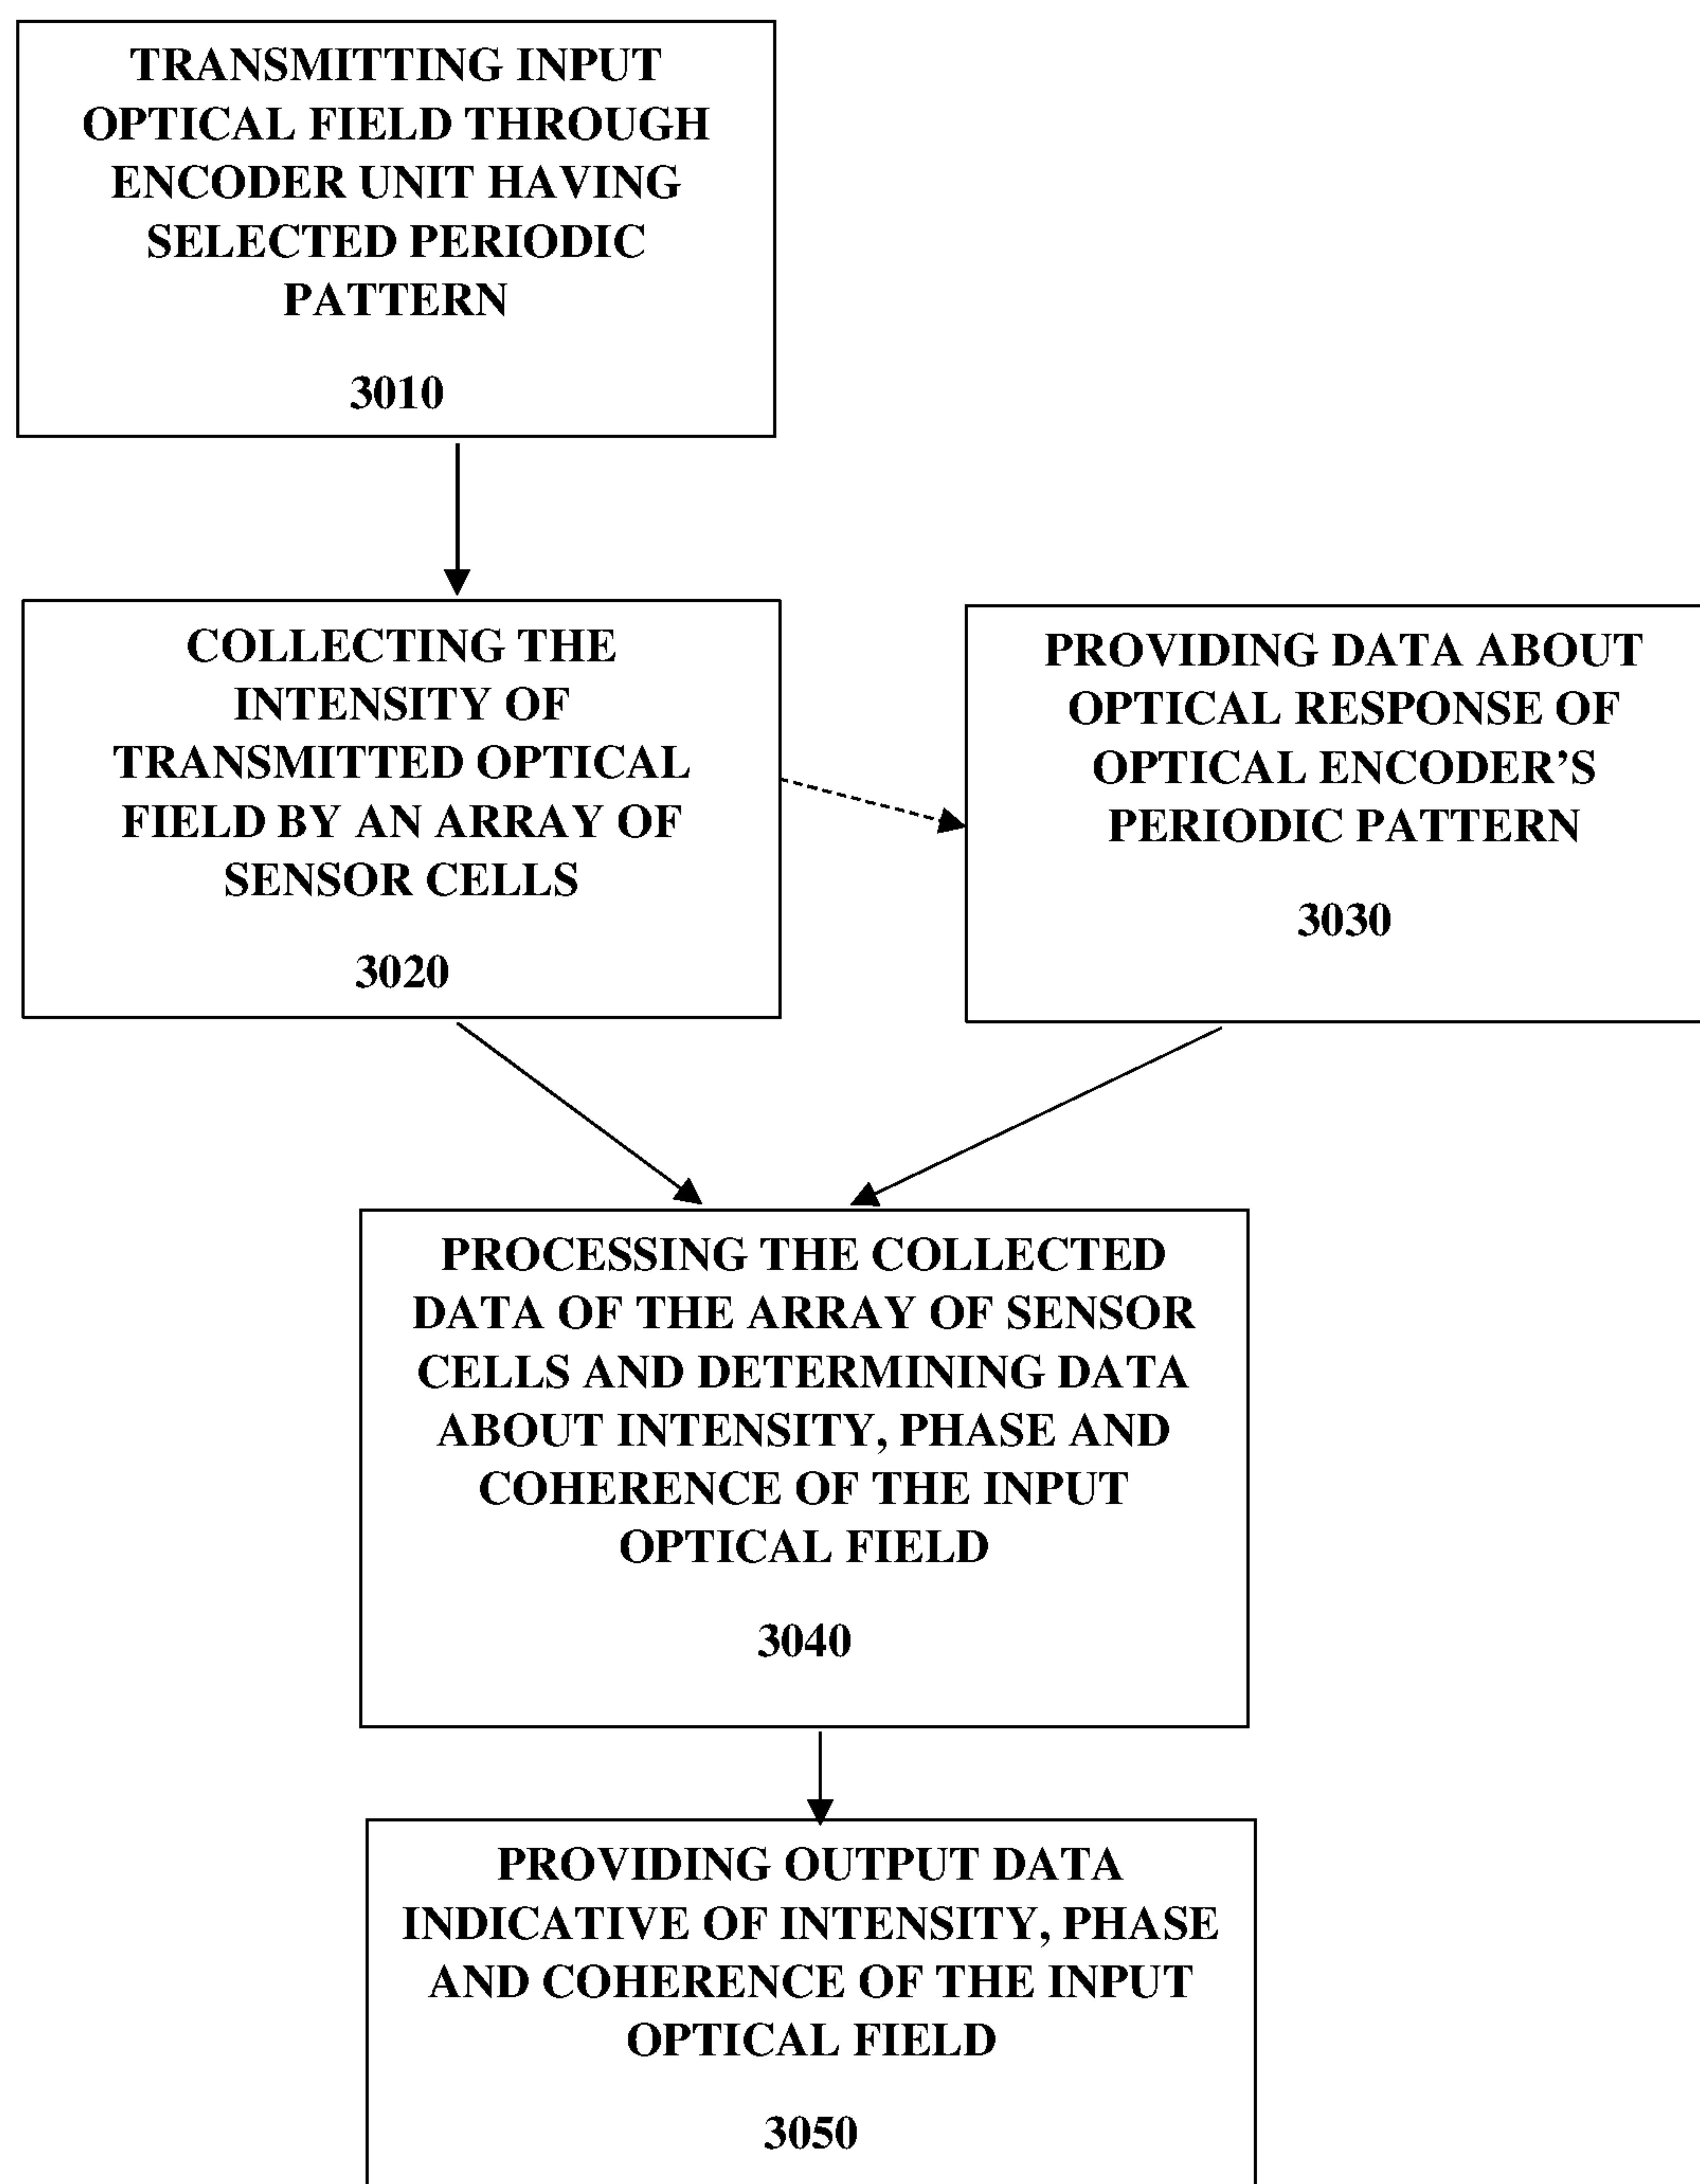 TRANSMITTING INPUT
OPTICAL FIELD THROUGH
ENCODER UNIT HAVING
SELECTED PERIODIC
PATTERN
3010
COLLECTING THE
INTENSITY OF
TRANSMITTED OPTICAL
FIELD BY AN ARRAY OF
SENSOR CELLS
3020
PROVIDING DATA ABOUT
OPTICAL RESPONSE OF
OPTICAL ENCODER’S
PERIODIC PATTERN
3030
PROCESSING THE COLLECTED
DATA OF THE ARRAY OF SENSOR
CELLS AND DETERMINING DATA
ABOUT INTENSITY, PHASE AND
COHERENCE OF THE INPUT
OPTICAL FIELD
3040
PROVIDING OUTPUT DATA
INDICATIVE OF INTENSITY, PHASE
AND COHERENCE OF THE INPUT
OPTICAL FIELD
3050